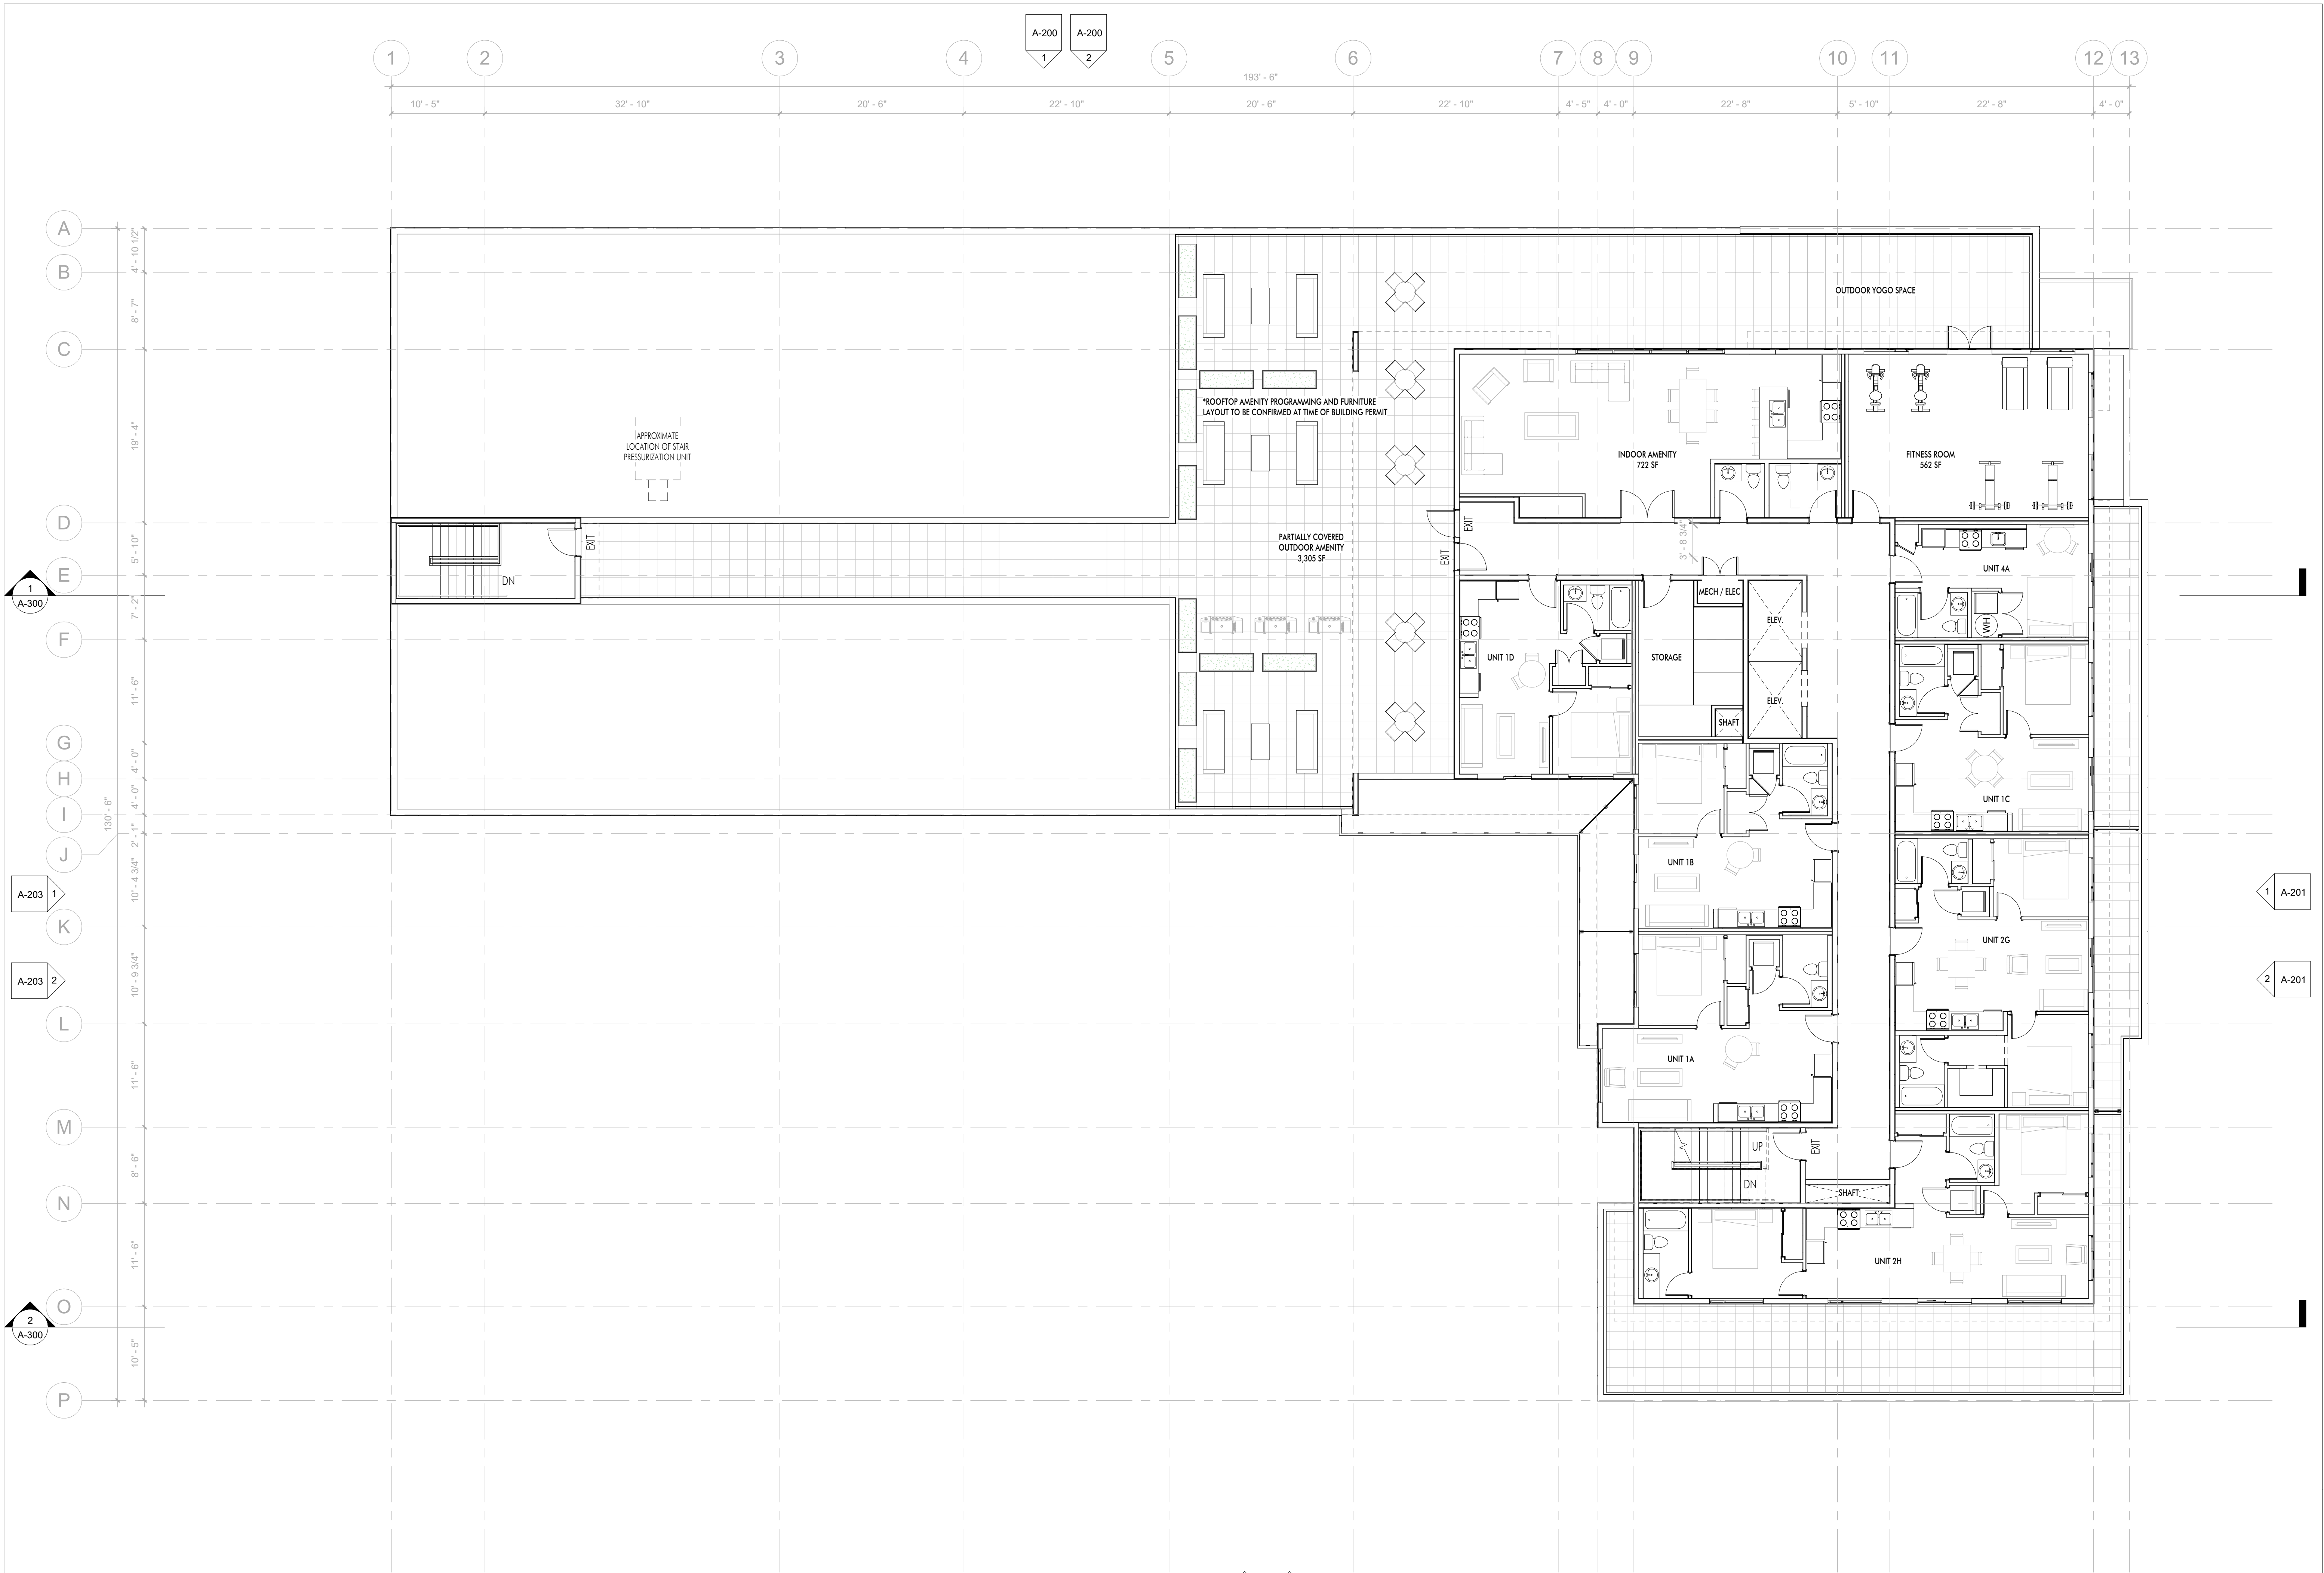 A-200
A-200
1
2
1
2
3
4
5
6
7
8
9
10
11
12
13
193' - 6"
10' - 5"
32' - 10"
20' - 6"
22' - 10"
20' - 6"
22' - 10"
4' - 5"
4' - 0"
22' - 8"
5' - 10"
22' - 8"
4' - 0"
A
4' - 10 1/2"
B
8' - 7"
OUTDOOR YOGO SPACE
C
19' - 4"
*ROOFTOP AMENITY PROGRAMMING AND FURNITURE
LAYOUT TO BE CONFIRMED AT TIME OF BUILDING PERMIT
APPROXIMATE
LOCATION OF STAIR
PRESSURIZATION UNIT
INDOOR AMENITY
722 SF
FITNESS ROOM
562 SF
D
5' - 10"
EXIT
PARTIALLY COVERED
OUTDOOR AMENITY
3,305 SF
EXIT
EXIT
3' - 8 3/4"
UNIT 4A
E
DN
1
A-300
7' - 2"
MECH / ELEC
ELEV.
WH
F
UNIT 1D
STORAGE
11' - 6"
ELEV.
SHAFT
G
4' - 0"
H
4' - 0"
UNIT 1C
I
130' - 6"
2' - 1"
J
10' - 4 3/4"
UNIT 1B
A-203
1
1
A-201
K
UNIT 2G
10' - 9 3/4"
A-203
2
2
A-201
L
11' - 6"
UNIT 1A
M
8' - 6"
UP
EXIT
DN
N
SHAFT
11' - 6"
UNIT 2H
O
2
A-300
10' - 5"
P